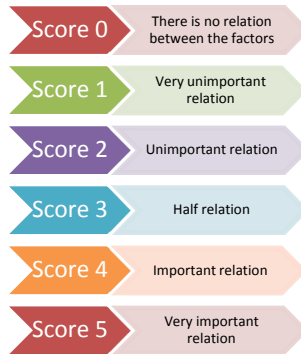 Score 0
There is no relation
between the factors
Score 1
Very unimportant
relation
Score 2
Unimportant relation
Score 3
Half relation
Score 4
Important relation
Score 5
Very important
relation